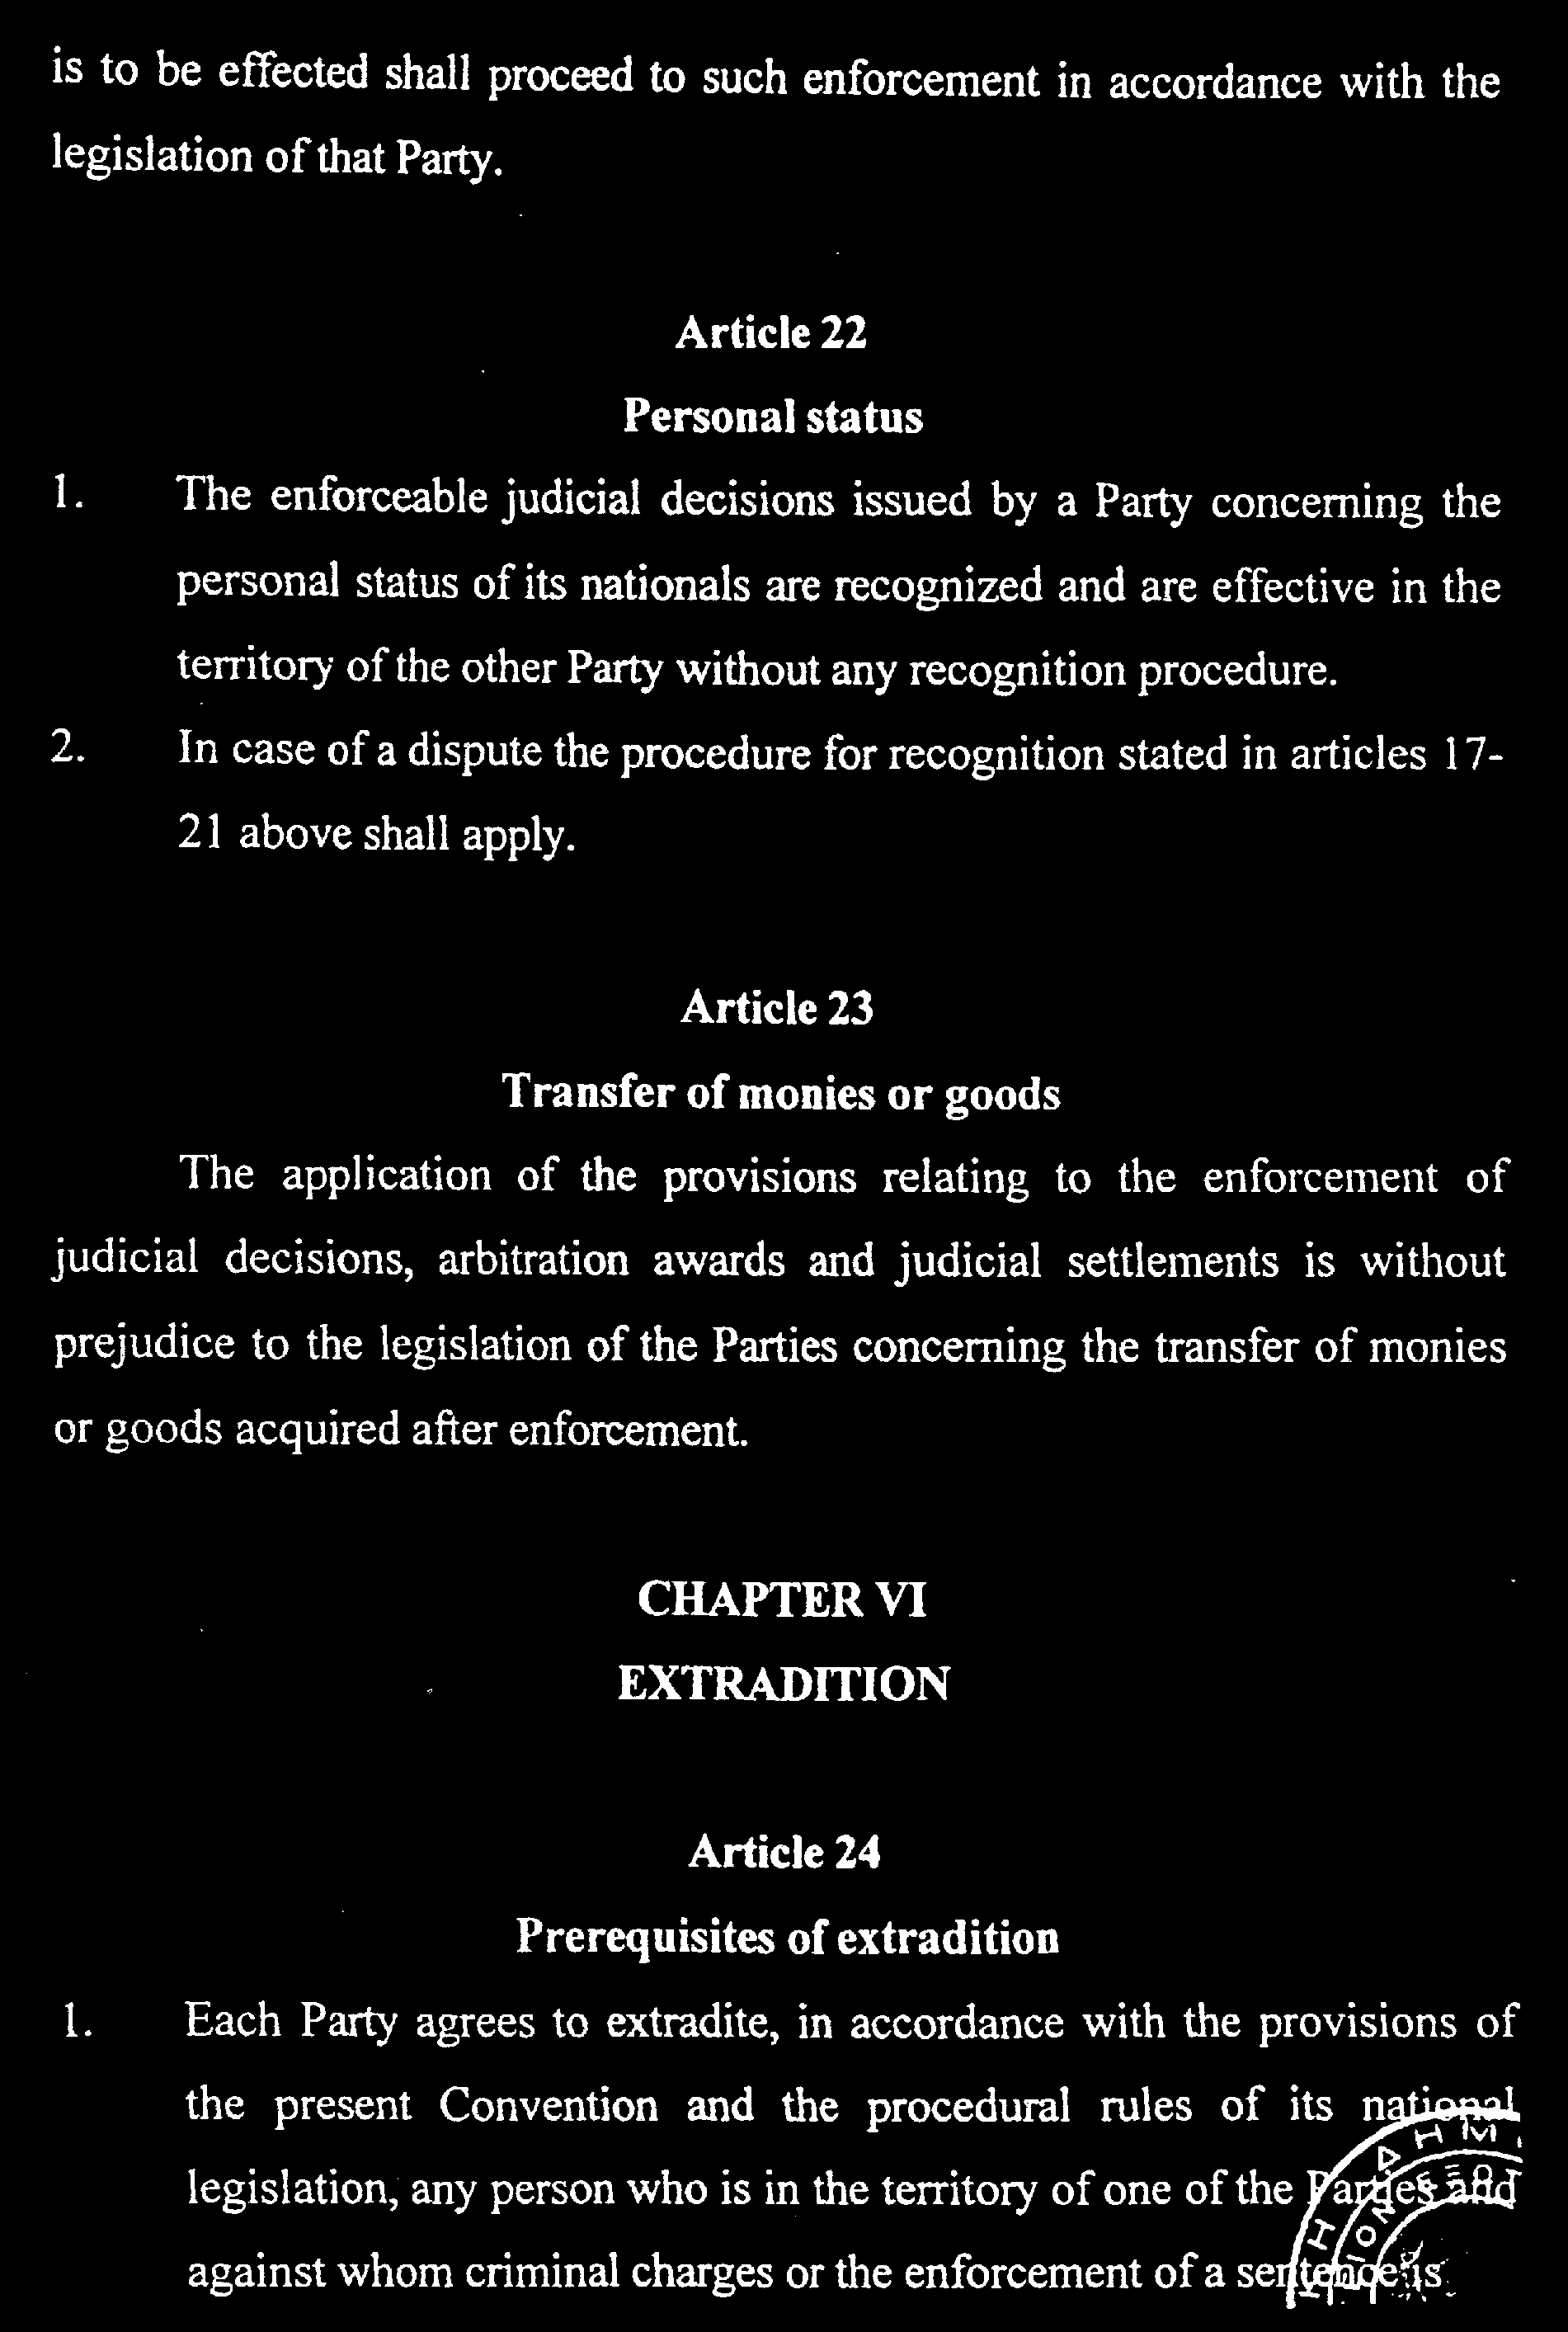 is to be effected shall proceed to such enforcement in accordance with the
legislation of that Party.
Article 22
Personal status
1. The enforceable judicial decisions issued by a Party concerning the
personal status of its nationals are recognized and are effective in the
territory of the other Party without any recognition procedure.
2. In case of a dispute the procedure for recognition stated in articles 17-
21 above shall apply.
Article 23
Transfer of monies or goods
The application of the provisions relating to the enforcement of
judicial decisions, arbitration awards and judicial settlements is without
prejudice to the legislation of the Parties concerning the transfer of monies
or goods acquired after enforcement.
CHAPTER VI
EXTRADITION
Article 24
Prerequisites of extradition
1. Each Party agrees to extradite, in accordance with the provisions of
the present Convention and the procedural rules of its national
legislation, any person who is in the territory of one of the Parties and
against whom criminal charges or the enforcement of a sentence is